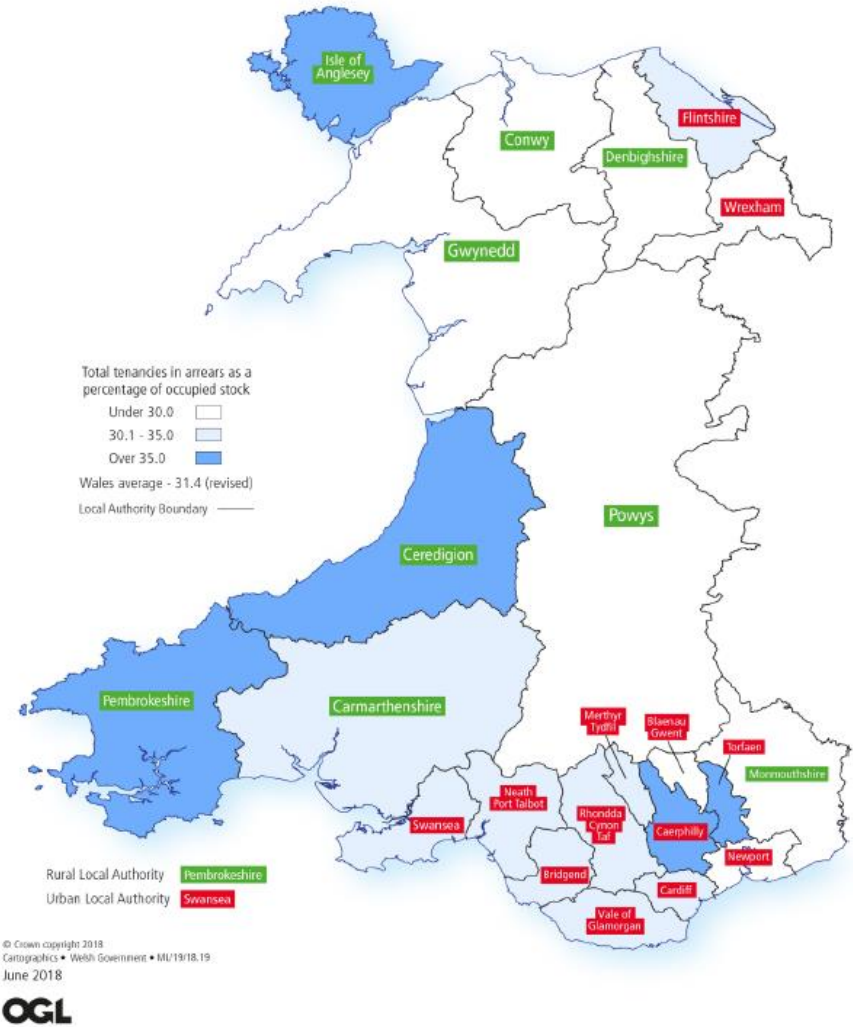 Isle of
Anglesey
Flintshire
Conwy
Denbighshire
Wrexham
Gwynedd
Total tenancies in arrears as a
percentage of occupied stock
Under 30.0
30.1 - 35.0
Over 35.0
Wales average - 31.4 (revised)
Local Authority Boundary
Powys
Ceredigion
Pembrokeshire
Carmarthenshire
Merthyr
Tydfil
Blaenau
Gwent
Torfaen
Monmouthshire
Neath
Port Talbot
Swansea
Rhondda
Cynon
Taf
Caerphilly
Newport
Bridgend
Cardiff
Vale of
Glamorgan
Rural Local Authority Pembrokeshire
Urban Local Authority Swansea
© Crown copyright 2018
Cartographics • Welsh Government • ML/19/18.19
June 2018
OGL